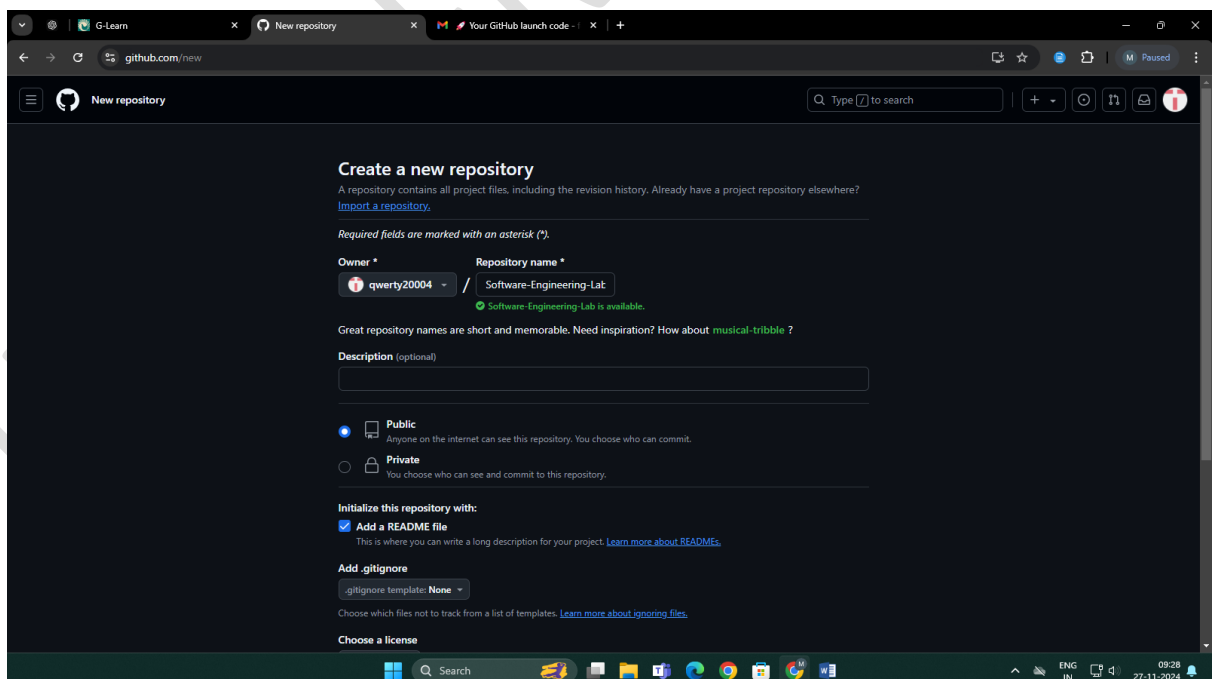 G-Learn
New repository
Your GitHub launch code -
github.com/new
M Paused
New repository
Type / to search
Create a new repository
A repository contains all project files, including the revision history. Already have a project repository elsewhere?
Import a repository.
Required fields are marked with an asterisk (*).
Owner * Repository name *
qwerty20004 / Software-Engineering-Lab
Software-Engineering-Lab is available.
Great repository names are short and memorable. Need inspiration? How about musical-tribble ?
Description (optional)
Public
Anyone on the internet can see this repository. You choose who can commit.
Private
You choose who can see and commit to this repository.
Initialize this repository with:
Add a README file
This is where you can write a long description for your project. Learn more about READMEs.
Add .gitignore
.gitignore template: None
Choose which files not to track from a list of templates. Learn more about ignoring files.
Choose a license
Search
ENG
IN
09:28
27-11-2024